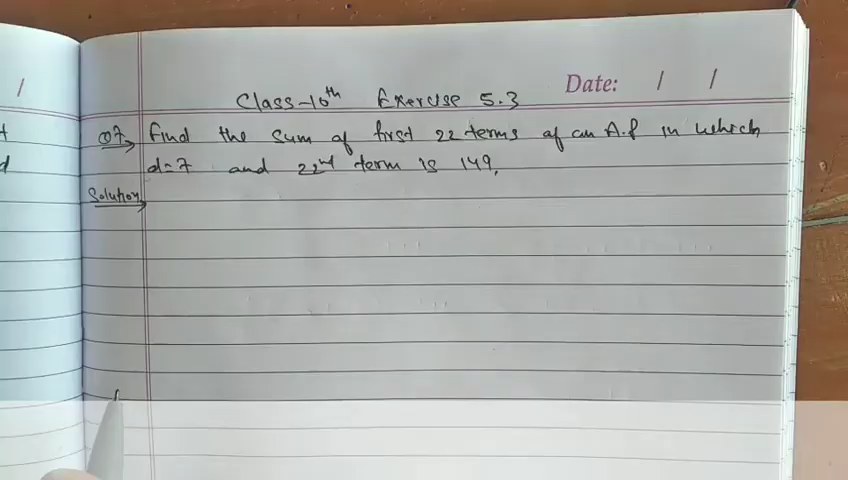 Class-10th Exercise 5.3
Date: / /
Q7 Find the sum of first 22 terms of an A.P in which
d=7 and 22nd term is 149.
Solution